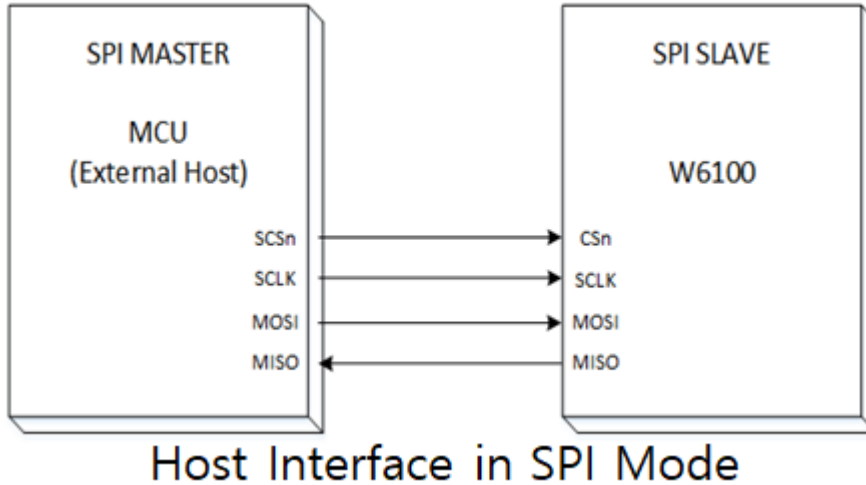 SPI MASTER
MCU
(External Host)
SCSn
SCLK
MOSI
MISO
SPI SLAVE
W6100
CSn
SCLK
MOSI
MISO
Host Interface in SPI Mode